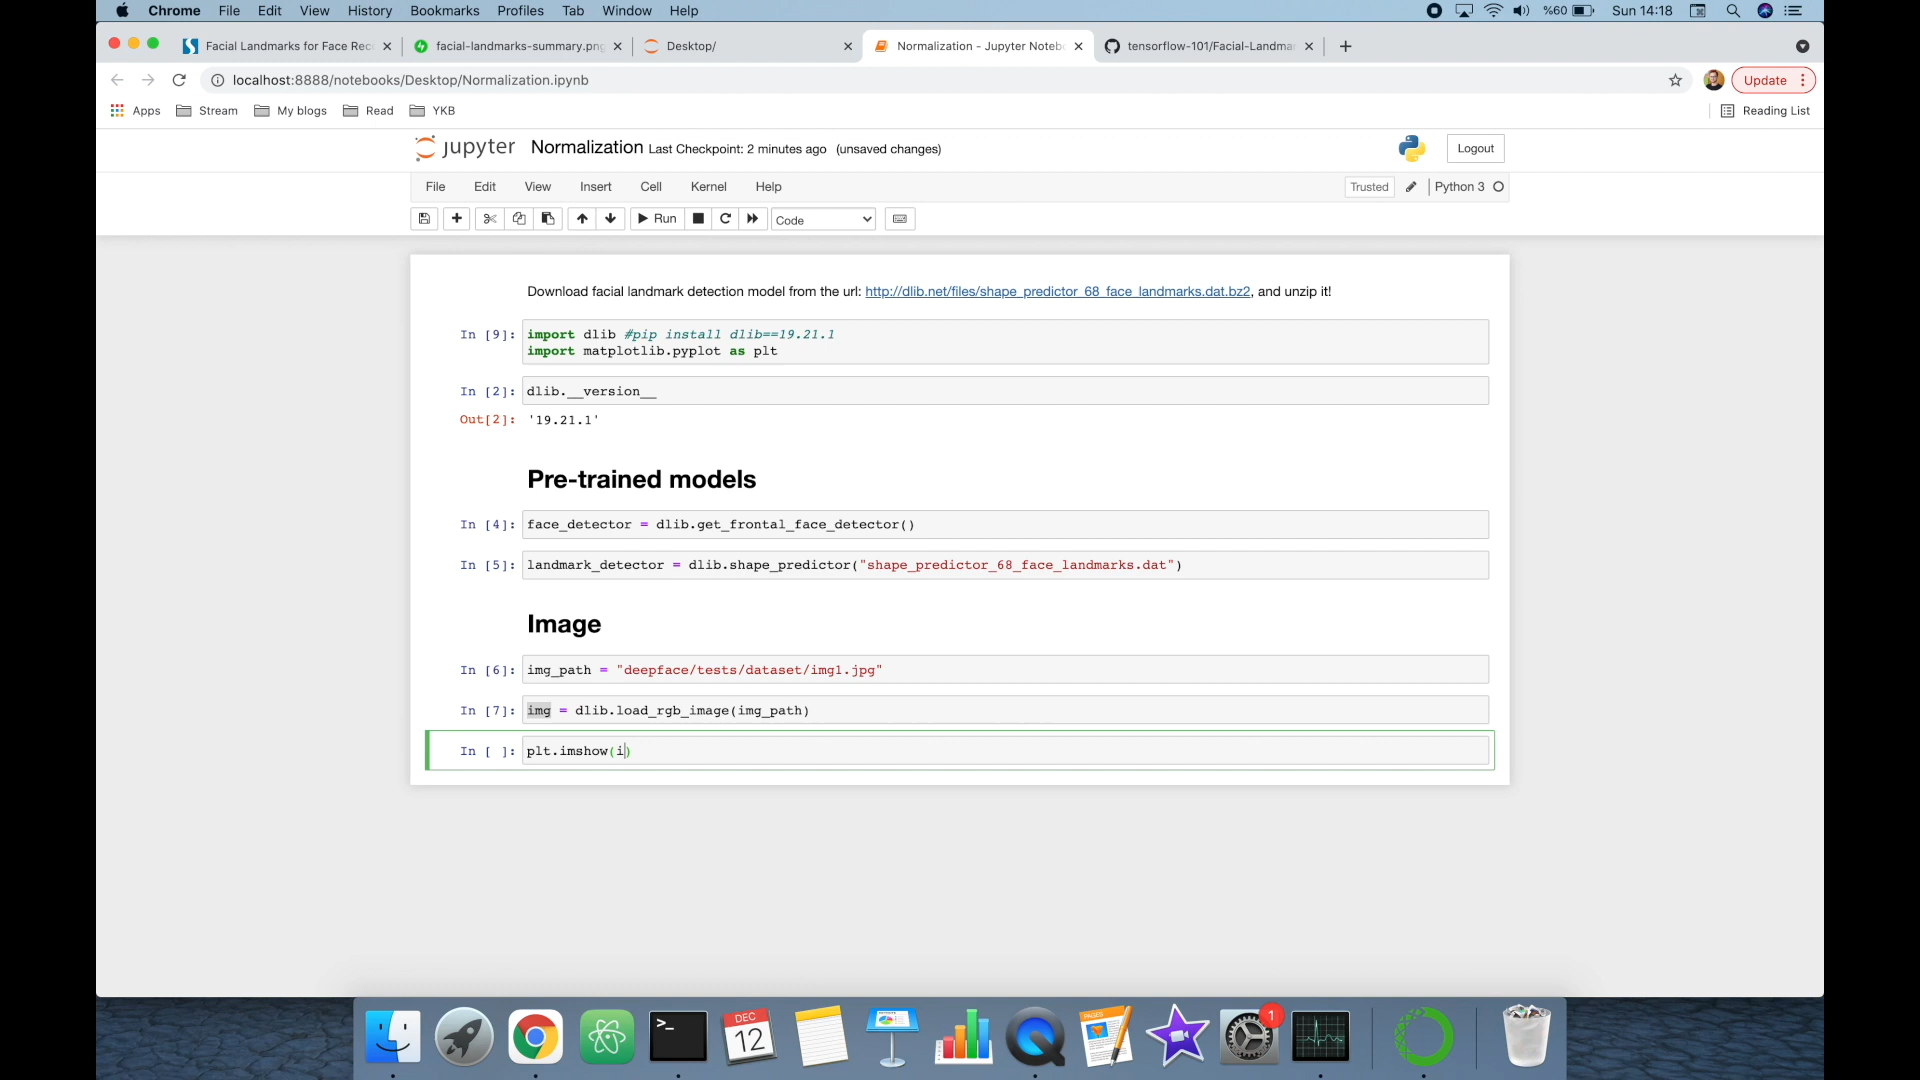 Chrome File Edit View History Bookmarks Profiles Tab Window Help %60 Sun 14:18
Facial Landmarks for Face Rec facial-landmarks-summary.png Desktop/ Normalization - Jupyter Noteb tensorflow-101/Facial-Landma
localhost:8888/notebooks/Desktop/Normalization.ipynb Update
Apps Stream My blogs Read YKB Reading List
jupyter Normalization Last Checkpoint: 2 minutes ago (unsaved changes) Logout
File Edit View Insert Cell Kernel Help Trusted Python 3
Run Code
Download facial landmark detection model from the url: http://dlib.net/files/shape_predictor_68_face_landmarks.dat.bz2, and unzip it!
In [9]: import dlib #pip install dlib==19.21.1
import matplotlib.pyplot as plt
In [2]: dlib.__version__
Out[2]: '19.21.1'
Pre-trained models
In [4]: face_detector = dlib.get_frontal_face_detector()
In [5]: landmark_detector = dlib.shape_predictor("shape_predictor_68_face_landmarks.dat")
Image
In [6]: img_path = "deepface/tests/dataset/img1.jpg"
In [7]: img = dlib.load_rgb_image(img_path)
In [ ]: plt.imshow(i)
>_ DEC 12 KEYNOTE PAGES 1